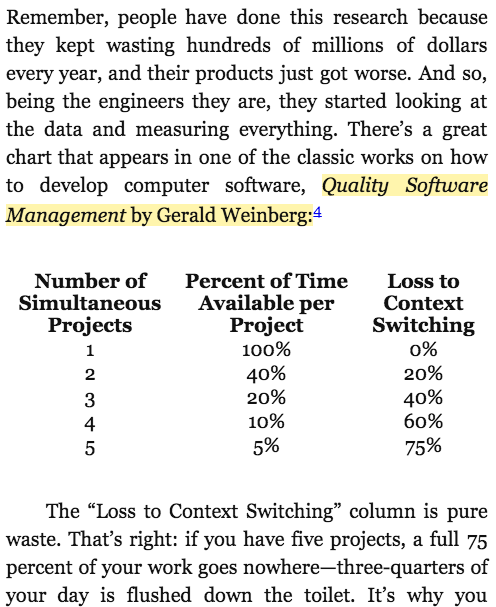 Remember, people have done this research because
they kept wasting hundreds of millions of dollars
every year, and their products just got worse. And so,
being the engineers they are, they started looking at
the data and measuring everything. There’s a great
chart that appears in one of the classic works on how
to develop computer software, Quality Software
Management by Gerald Weinberg:4
Number of Simultaneous Projects Percent of Time Available per Project Loss to Context Switching
1 100% 0%
2 40% 20%
3 20% 40%
4 10% 60%
5 5% 75%
The “Loss to Context Switching” column is pure
waste. That’s right: if you have five projects, a full 75
percent of your work goes nowhere—three-quarters of
your day is flushed down the toilet. It’s why you